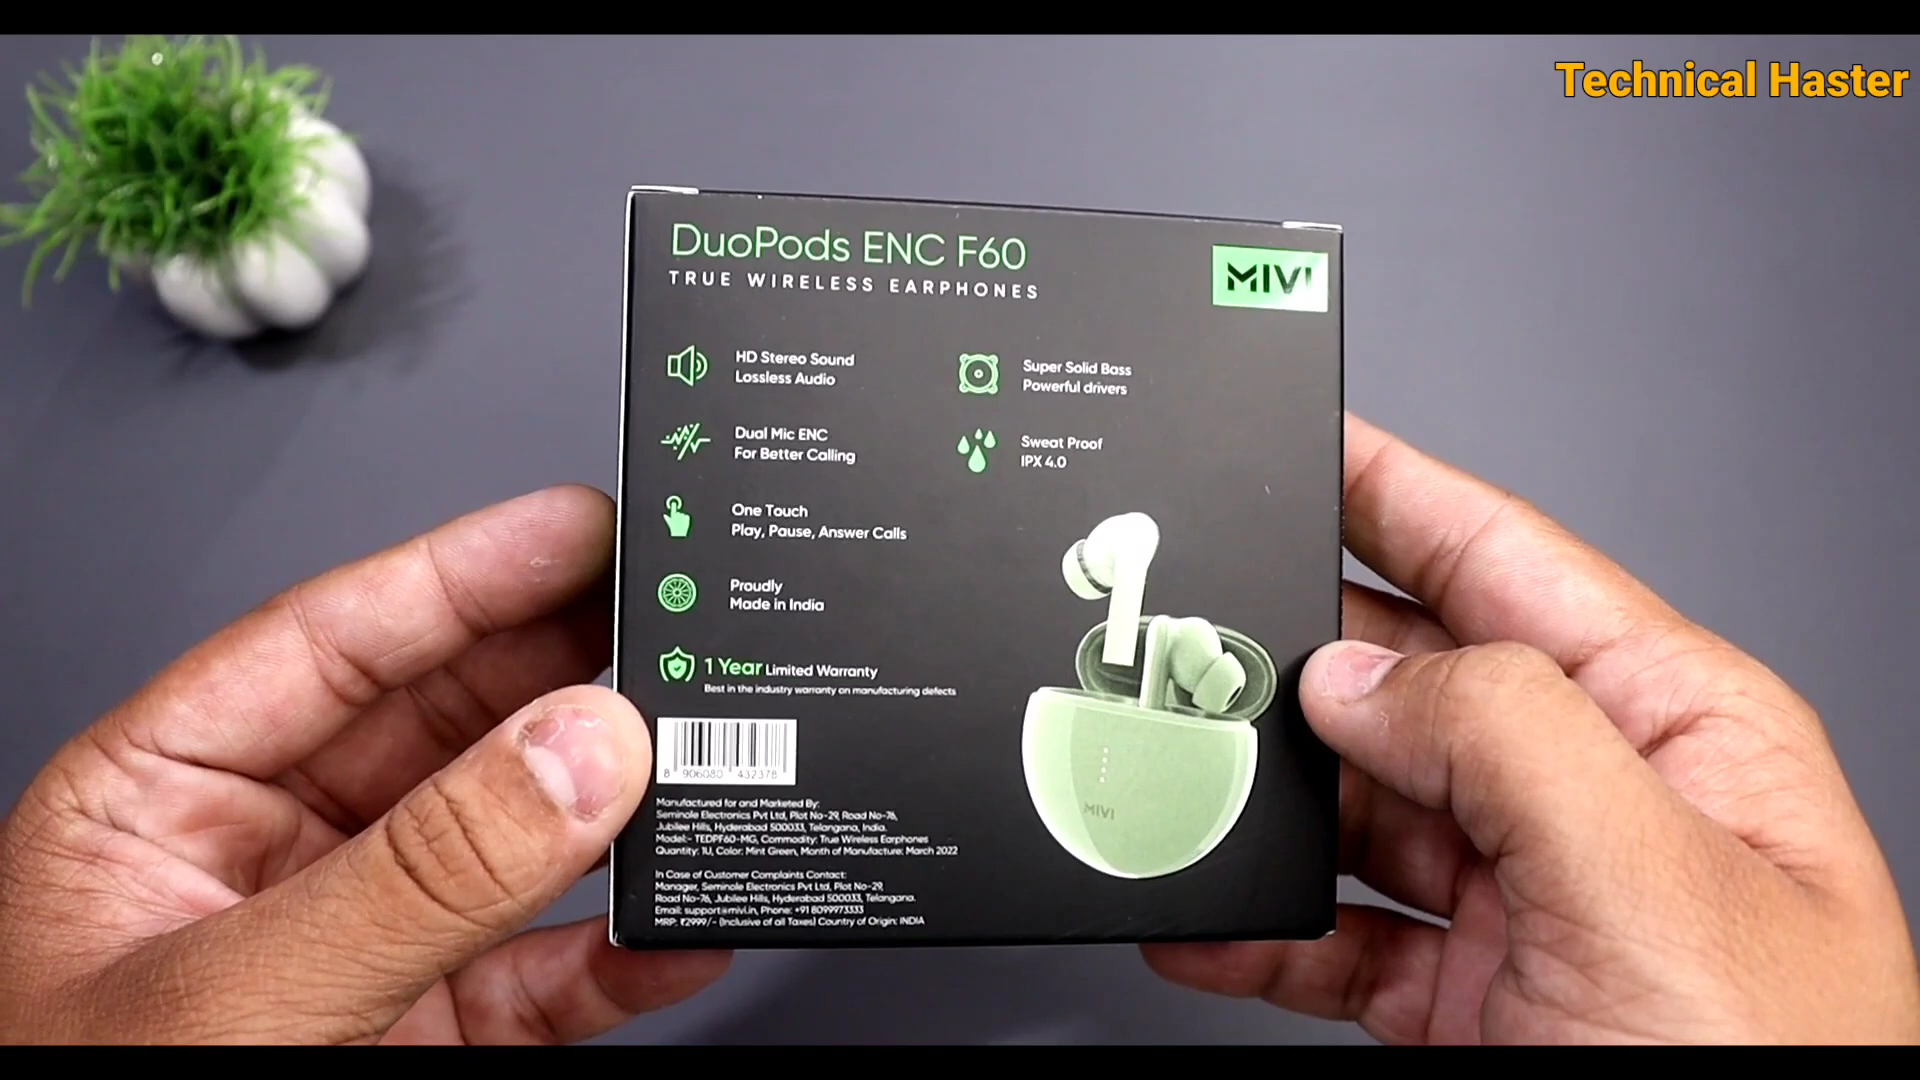 Technical Haster
DuoPods ENC F60
TRUE WIRELESS EARPHONES
MIVI
HD Stereo Sound
Lossless Audio
Super Solid Bass
Powerful drivers
Dual Mic ENC
For Better Calling
Sweat Proof
IPX 4.0
One Touch
Play, Pause, Answer Calls
Proudly
Made in India
1 Year Limited Warranty
Best in the industry warranty on manufacturing defects
8 906080 432378
Manufactured for and Marketed By:
Seminole Electronics Pvt Ltd, Plot No-29, Road No-76,
Jubilee Hills, Hyderabad 500033, Telangana, India.
Model:- TEDPF60-MG, Commodity: True Wireless Earphones
Quantity: 1U, Color: Mint Green, Month of Manufacture: March 2022
In Case of Customer Complaints Contact:
Manager, Seminole Electronics Pvt Ltd, Plot No-29,
Road No-76, Jubilee Hills, Hyderabad 500033, Telangana.
Email: support@mivi.in, Phone: +91 8099973333
MRP: ₹2999/- (Inclusive of all Taxes) Country of Origin: INDIA
MIVI